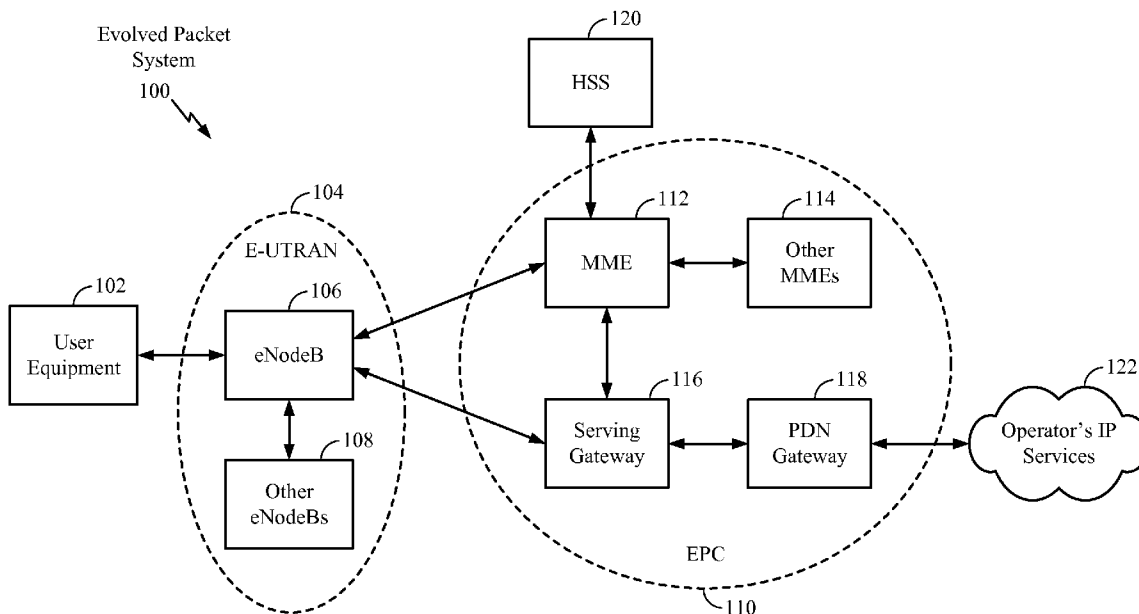 Evolved Packet
System
100
120
HSS
104
E-UTRAN
112
MME
114
Other
MMEs
102
User
Equipment
106
eNodeB
108
Other
eNodeBs
116
Serving
Gateway
118
PDN
Gateway
122
Operator's IP
Services
EPC
110